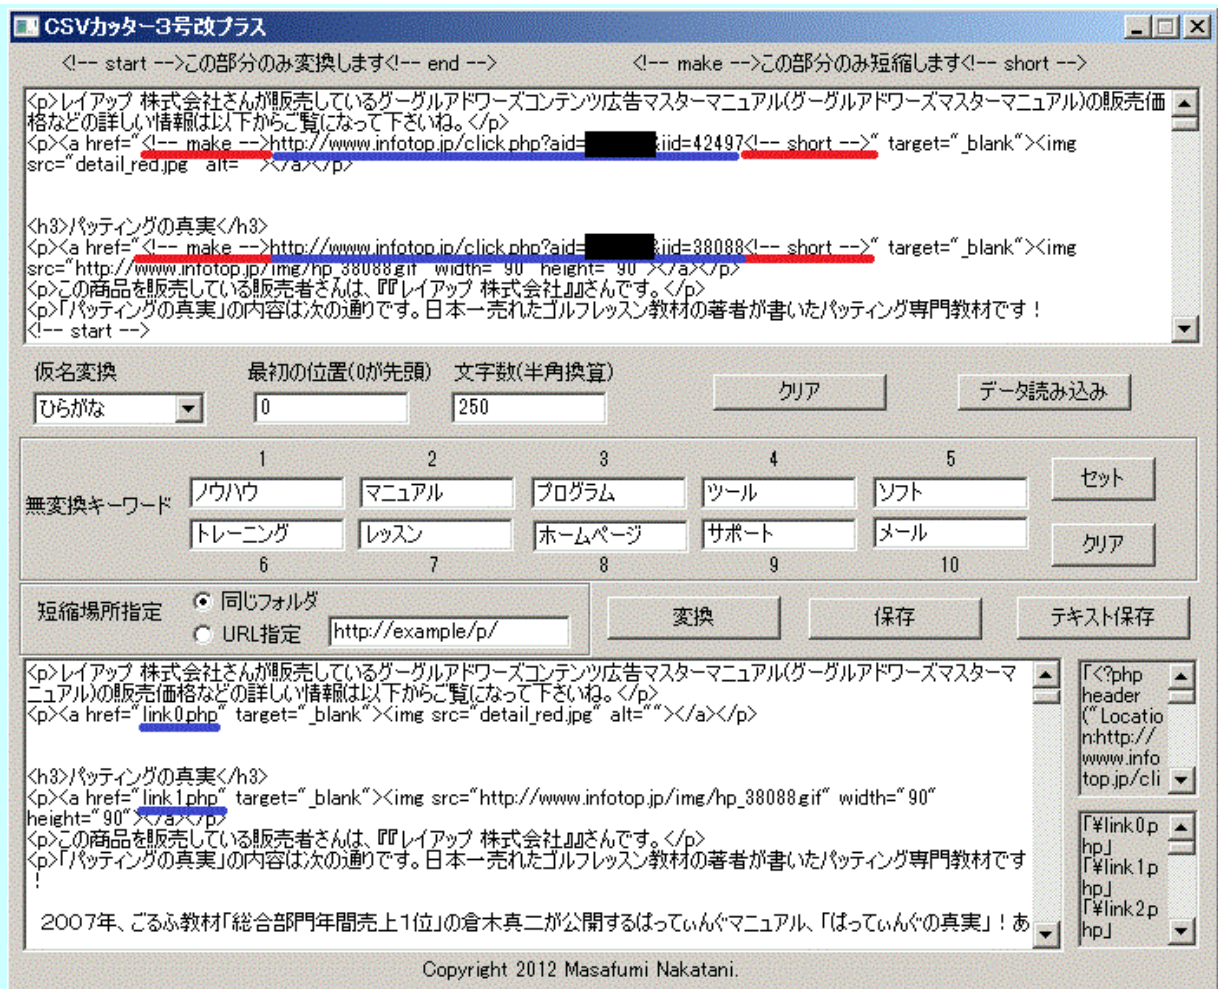 CSVカッター3号改プラス
<!-- start -->この部分のみ変換します<!-- end --> <!-- make -->この部分のみ短縮します<!-- short -->
<p>レイアップ 株式会社さんが販売しているグーグルアドワーズコンテンツ広告マスターマニュアル(グーグルアドワーズマスターマニュアル)の販売価
格などの詳しい情報は以下からご覧になって下さいね。</p>
<p><a href="<!-- make -->http://www.infotop.jp/click.php?aid= &iid=42497<!-- short -->" target="_blank"><img
src="detail_red.jpg" alt=""></a></p>
<h3>パッティングの真実</h3>
<p><a href="<!-- make -->http://www.infotop.jp/click.php?aid= &iid=38088<!-- short -->" target="_blank"><img
src="http://www.infotop.jp/img/hp_38088.gif" width="90" height="90"></a></p>
<p>この商品を販売している販売者さんは、『『レイアップ 株式会社』』さんです。</p>
<p>「パッティングの真実」の内容は次の通りです。日本一売れたゴルフレッスン教材の著者が書いたパッティング専門教材です!
<!-- start -->
仮名変換 最初の位置(0が先頭) 文字数(半角換算)
ひらがな 0 250 クリア データ読み込み
1 2 3 4 5
無変換キーワード
ノウハウ マニュアル プログラム ツール ソフト セット
トレーニング レッスン ホームページ サポート メール クリア
6 7 8 9 10
短縮場所指定
同じフォルダ
URL指定 http://example/p/
変換 保存 テキスト保存
<p>レイアップ 株式会社さんが販売しているグーグルアドワーズコンテンツ広告マスターマニュアル(グーグルアドワーズマスターマ
ニュアル)の販売価格などの詳しい情報は以下からご覧になって下さいね。</p>
<p><a href="link0.php" target="_blank"><img src="detail_red.jpg" alt=""></a></p>
<h3>パッティングの真実</h3>
<p><a href="link1.php" target="_blank"><img src="http://www.infotop.jp/img/hp_38088.gif" width="90"
height="90"></a></p>
<p>この商品を販売している販売者さんは、『『レイアップ 株式会社』』さんです。</p>
<p>「パッティングの真実」の内容は次の通りです。日本一売れたゴルフレッスン教材の著者が書いたパッティング専門教材です
!
2007年、ごるふ教材「総合部門年間売上1位」の倉木真二が公開するぱってぃんぐマニュアル、「ぱってぃんぐの真実」!あ
「<?php
header
("Locatio
n:http://
www.info
top.jp/cli
「¥link0.p
hp」
「¥link1.p
hp」
「¥link2.p
hp」
Copyright 2012 Masafumi Nakatani.